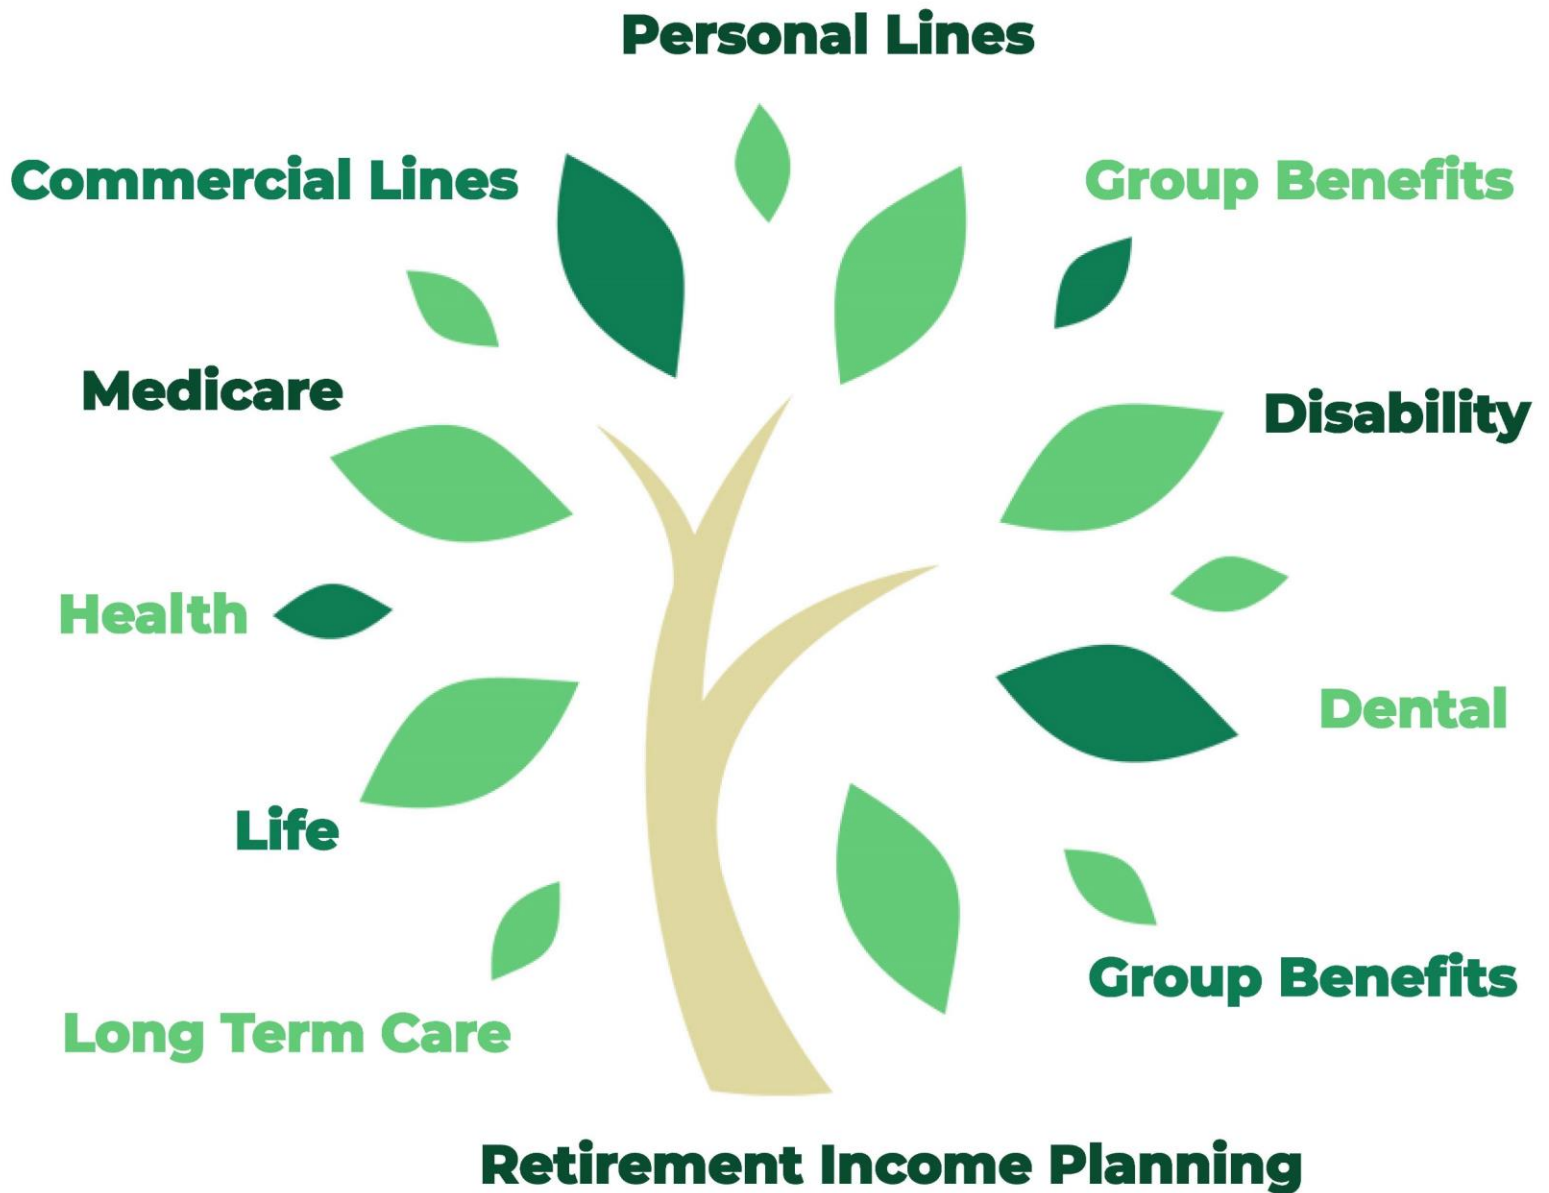 Personal Lines
Commercial Lines
Group Benefits
Medicare
Disability
Health
Dental
Life
Group Benefits
Long Term Care
Retirement Income Planning